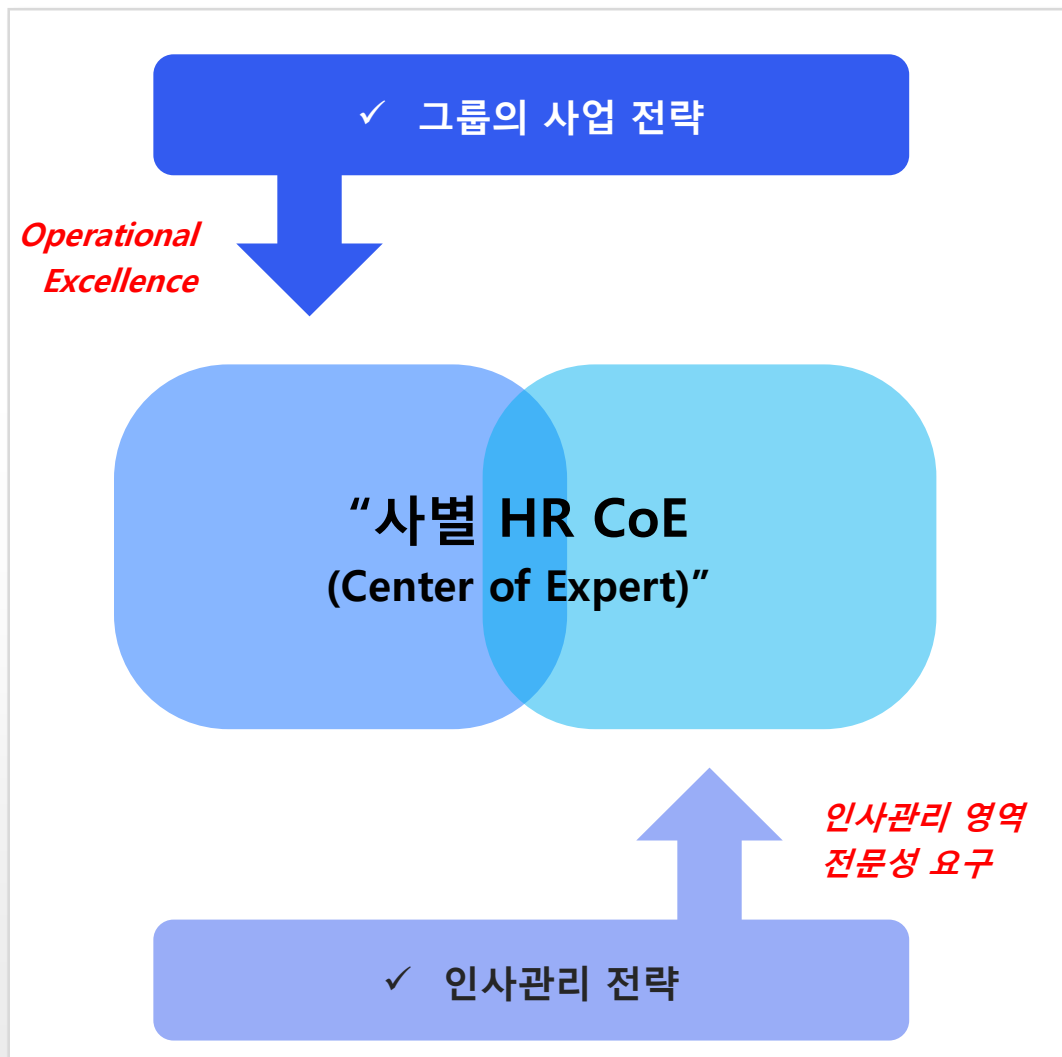 ✓ 그룹의 사업 전략
Operational
Excellence
“사별 HR CoE
(Center of Expert)”
인사관리 영역
전문성 요구
✓ 인사관리 전략